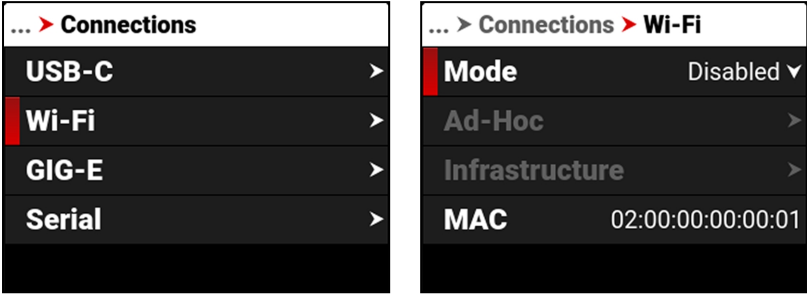 ... > Connections
USB-C >
Wi-Fi >
GIG-E >
Serial >
... > Connections > Wi-Fi
Mode Disabled
Ad-Hoc >
Infrastructure >
MAC 02:00:00:00:00:01